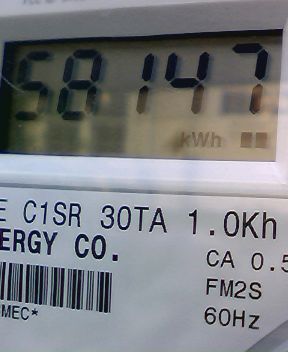 58147
kWh
E C1SR 30TA 1.0Kh
ERGY CO.
CA 0.5
FM2S
MEC*
60Hz